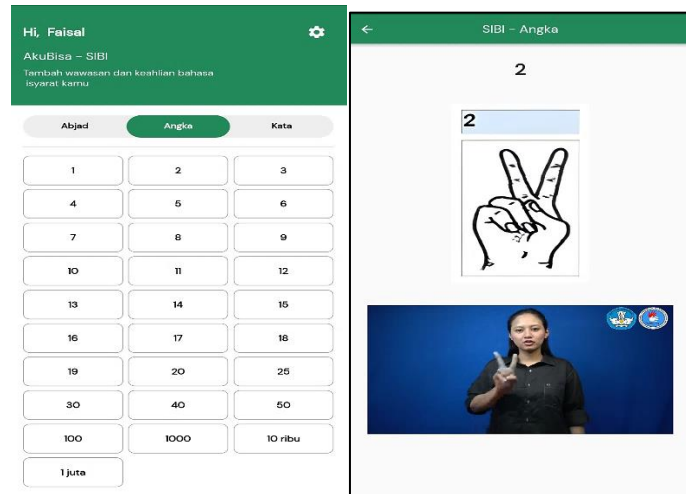 Hi, Faisal
AkuBisa - SIBI
Tambah wawasan dan keahlian bahasa
isyarat kamu
Abjad Angka Kata
1 2 3
4 5 6
7 8 9
10 11 12
13 14 15
16 17 18
19 20 25
30 40 50
100 1000 10 ribu
1 juta
SIBI - Angka
2
2